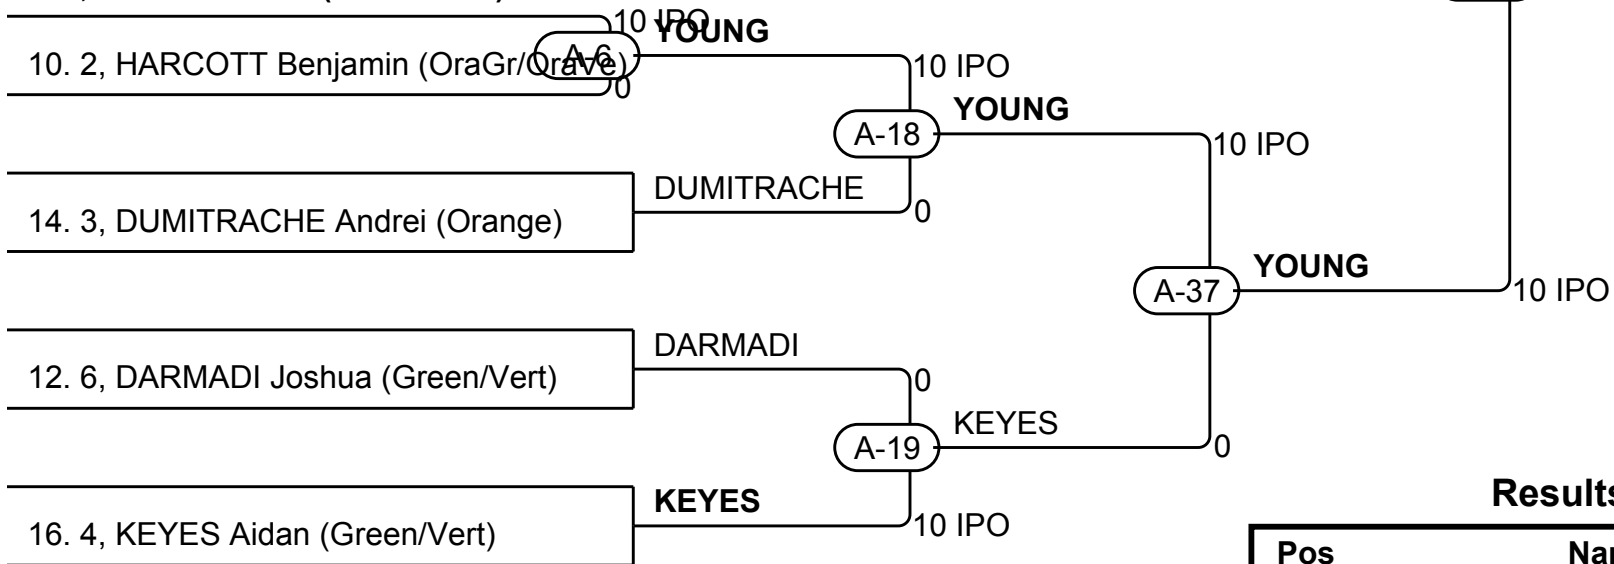 10 IPO
YOUNG
A-6
10. 2, HARCOTT Benjamin (OraGr/OraVe)
0
10 IPO
YOUNG
A-18
10 IPO
DUMITRACHE
14. 3, DUMITRACHE Andrei (Orange)
0
YOUNG
A-37
10 IPO
DARMADI
12. 6, DARMADI Joshua (Green/Vert)
0
KEYES
A-19
0
KEYES
16. 4, KEYES Aidan (Green/Vert)
10 IPO
Results
Pos